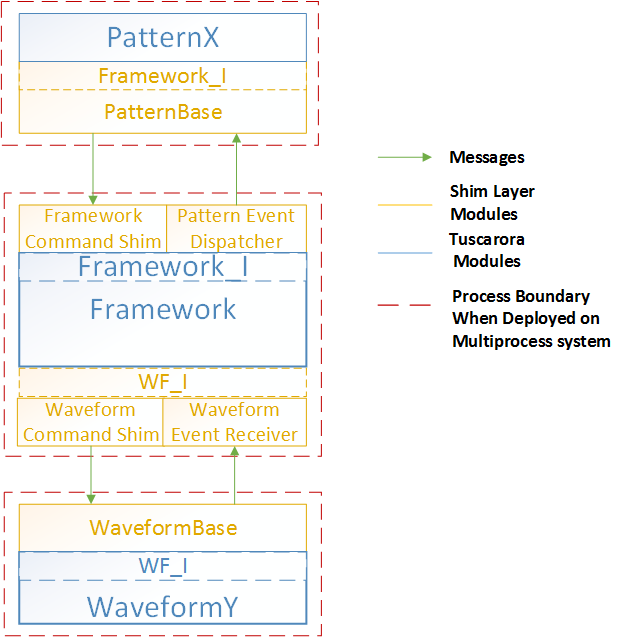 PatternX
Framework_I
PatternBase
Framework
Command Shim
Pattern Event
Dispatcher
Framework_I
Framework
WF_I
Waveform
Command Shim
Waveform
Event Receiver
WaveformBase
WF_I
WaveformY
Messages
Shim Layer
Modules
Tuscarora
Modules
Process Boundary
When Deployed on
Multiprocess system